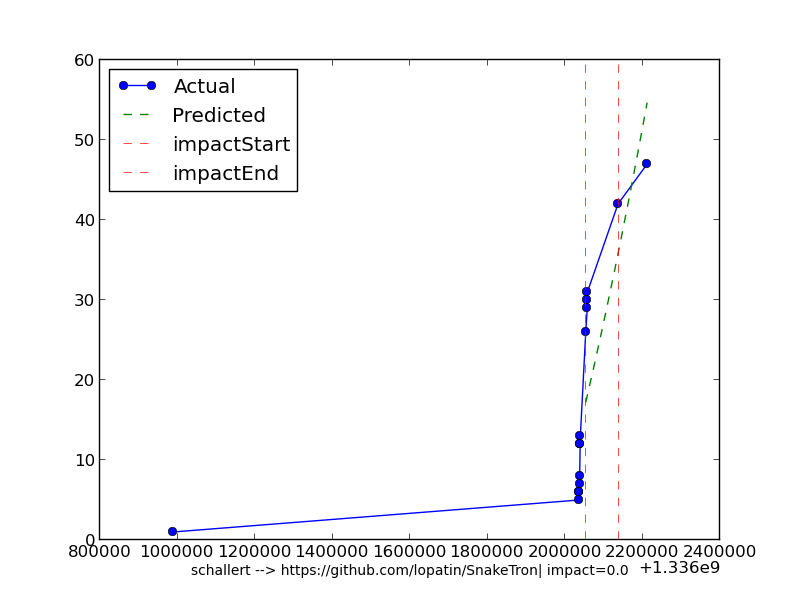 60
50
40
30
20
10
0
Actual
Predicted
impactStart
impactEnd
800000 1000000 1200000 1400000 1600000 1800000 2000000 2200000 2400000
schallert --> https://github.com/lopatin/SnakeTron| impact=0.0 +1.336e9